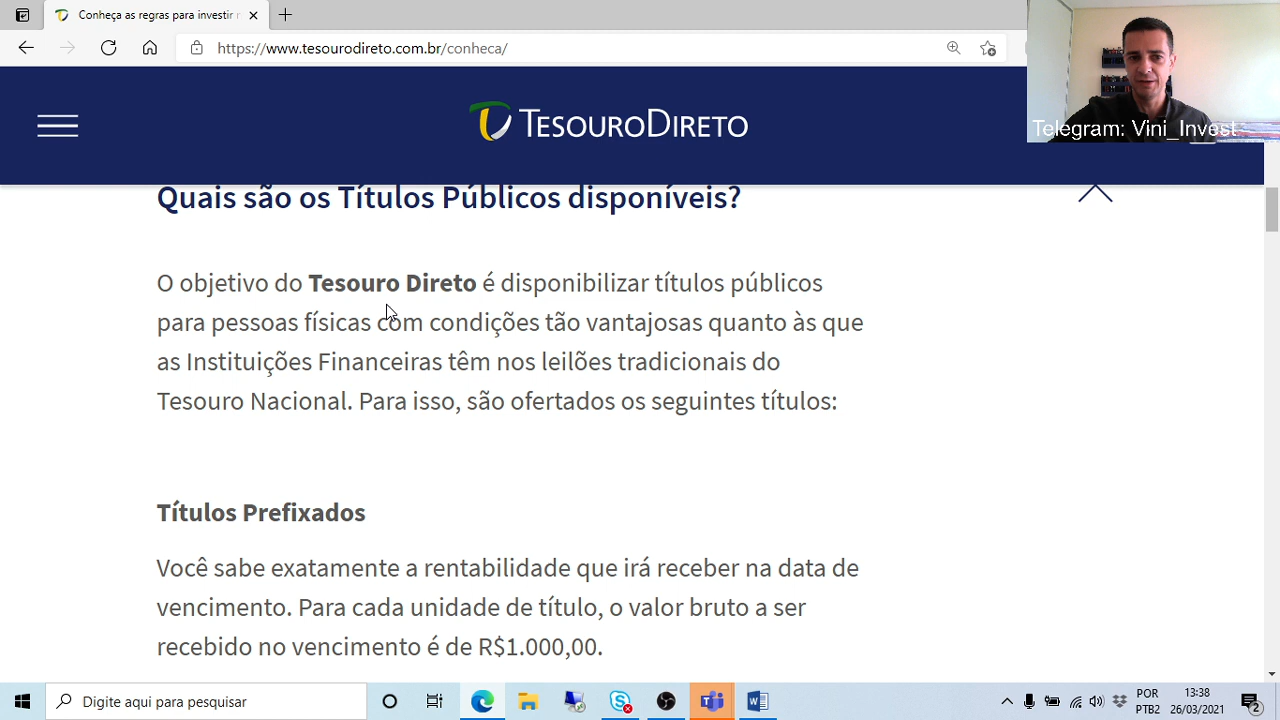 Conheça as regras para investir n
https://www.tesourodireto.com.br/conheca/
TESOURODIRETO
Telegram: Vini_Invest
Quais são os Títulos Públicos disponíveis?
O objetivo do Tesouro Direto é disponibilizar títulos públicos
para pessoas físicas com condições tão vantajosas quanto às que
as Instituições Financeiras têm nos leilões tradicionais do
Tesouro Nacional. Para isso, são ofertados os seguintes títulos:
Títulos Prefixados
Você sabe exatamente a rentabilidade que irá receber na data de
vencimento. Para cada unidade de título, o valor bruto a ser
recebido no vencimento é de R$1.000,00.
Digite aqui para pesquisar
POR
PTB2
13:38
26/03/2021
2